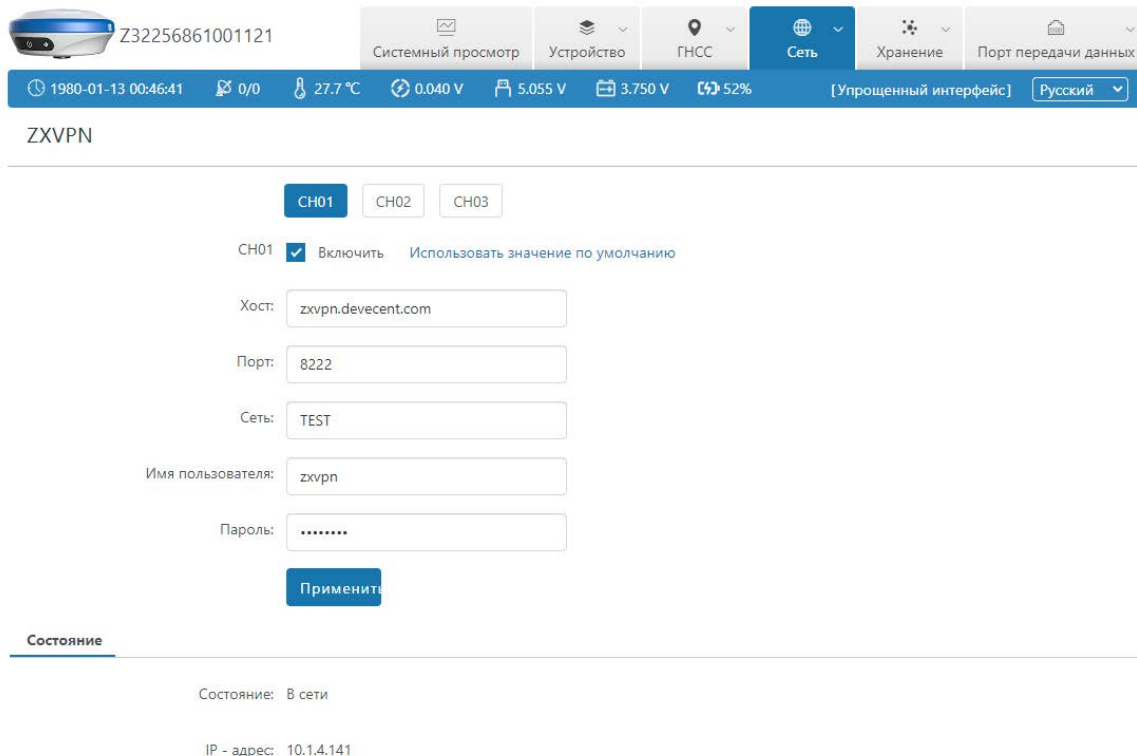 Z32256861001121
Системный просмотр
Устройство
ГНСС
Сеть
Хранение
Порт передачи данных
1980-01-13 00:46:41 0/0 27.7 ℃ 0.040 V 5.055 V 3.750 V 52% [Упрощенный интерфейс] Русский
ZXVPN
CH01 CH02 CH03
CH01 Включить Использовать значение по умолчанию
Хост: zxvpn.devecent.com
Порт: 8222
Сеть: TEST
Имя пользователя: zxvpn
Пароль: ••••••••
Применить
Состояние
Состояние: В сети
IP - адрес: 10.1.4.141